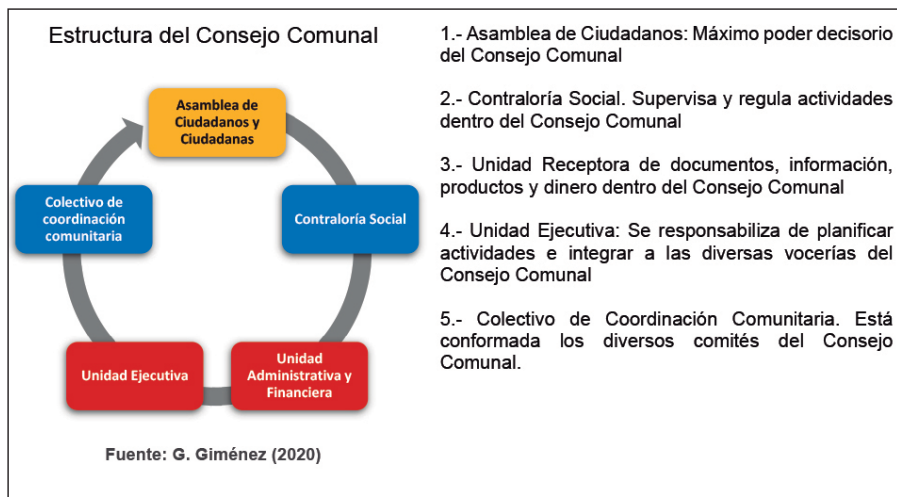 Estructura del Consejo Comunal
Asamblea de
Ciudadanos y
Ciudadanas
Colectivo de
coordinación
comunitaria
Contraloría Social
Unidad Ejecutiva
Unidad
Administrativa y
Financiera
Fuente: G. Giménez (2020)
1.- Asamblea de Ciudadanos: Máximo poder decisorio
del Consejo Comunal
2.- Contraloría Social. Supervisa y regula actividades
dentro del Consejo Comunal
3.- Unidad Receptora de documentos, información,
productos y dinero dentro del Consejo Comunal
4.- Unidad Ejecutiva: Se responsabiliza de planificar
actividades e integrar a las diversas vocerías del
Consejo Comunal
5.- Colectivo de Coordinación Comunitaria. Está
conformada los diversos comités del Consejo
Comunal.